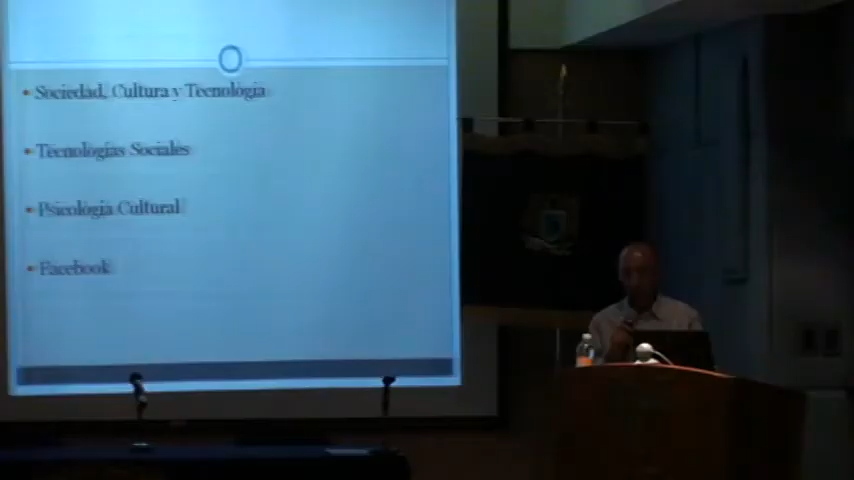 Sociedad, Cultura y Tecnología
Tecnologías Sociales
Psicología Cultural
Facebook